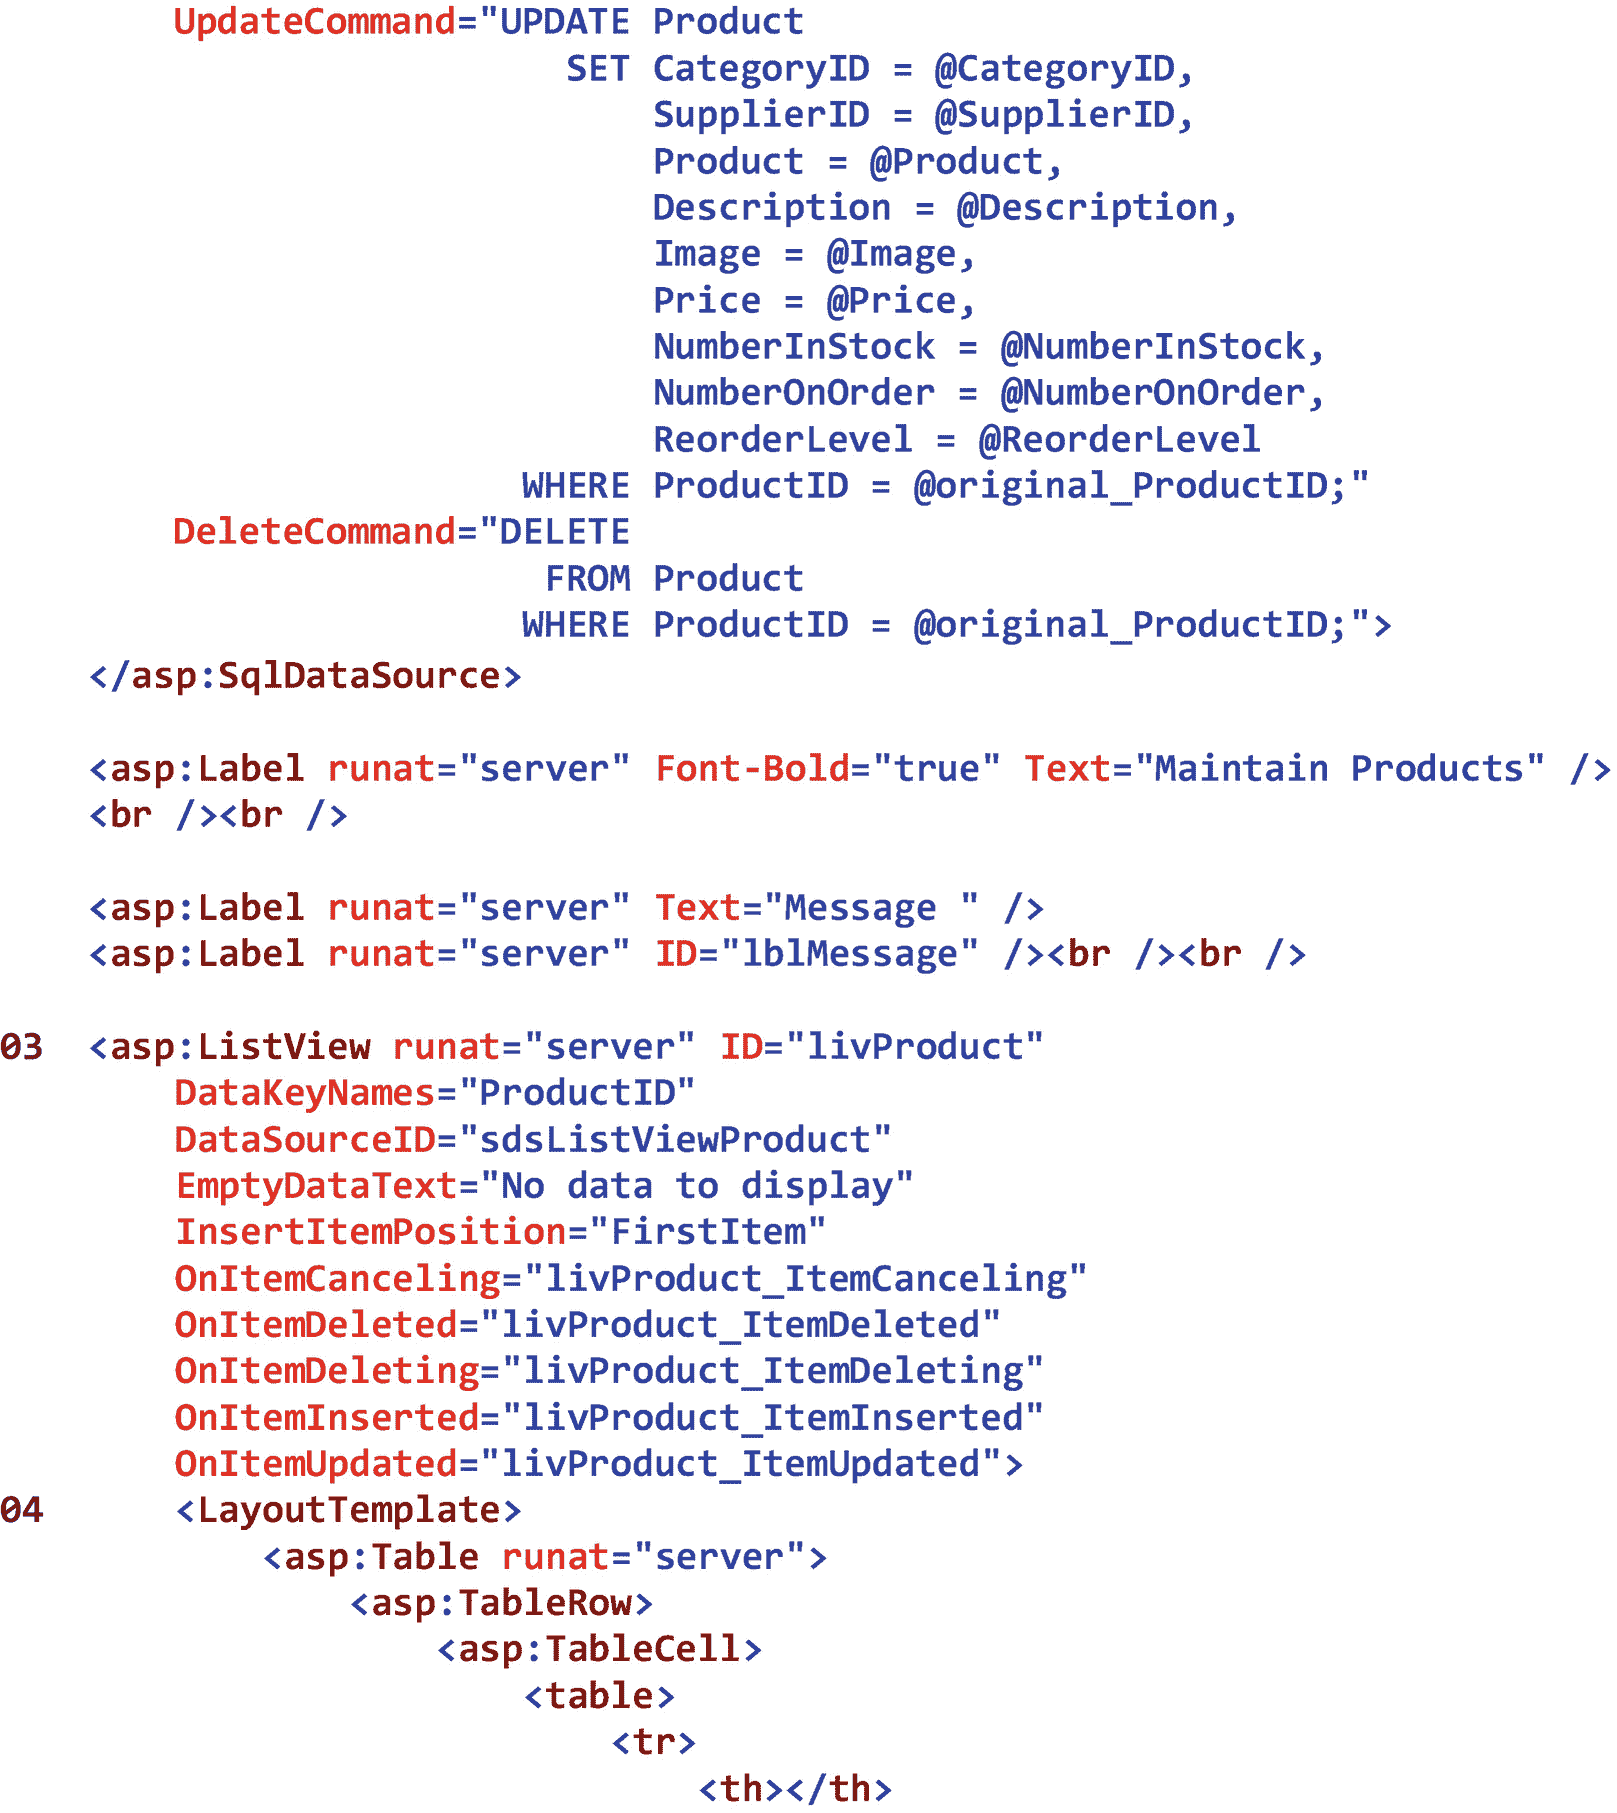 UpdateCommand="UPDATE Product
SET CategoryID = @CategoryID,
SupplierID = @SupplierID,
Product = @Product,
Description = @Description,
Image = @Image,
Price = @Price,
NumberInStock = @NumberInStock,
NumberOnOrder = @NumberOnOrder,
ReorderLevel = @ReorderLevel
WHERE ProductID = @original_ProductID;"
DeleteCommand="DELETE
FROM Product
WHERE ProductID = @original_ProductID;">
</asp:SqlDataSource>
<asp:Label runat="server" Font-Bold="true" Text="Maintain Products" />
<br /><br />
<asp:Label runat="server" Text="Message " />
<asp:Label runat="server" ID="lblMessage" /><br /><br />
03 <asp:ListView runat="server" ID="livProduct"
DataKeyNames="ProductID"
DataSourceID="sdsListViewProduct"
EmptyDataText="No data to display"
InsertItemPosition="FirstItem"
OnItemCanceling="livProduct_ItemCanceling"
OnItemDeleted="livProduct_ItemDeleted"
OnItemDeleting="livProduct_ItemDeleting"
OnItemInserted="livProduct_ItemInserted"
OnItemUpdated="livProduct_ItemUpdated">
04 <LayoutTemplate>
<asp:Table runat="server">
<asp:TableRow>
<asp:TableCell>
<table>
<tr>
<th></th>